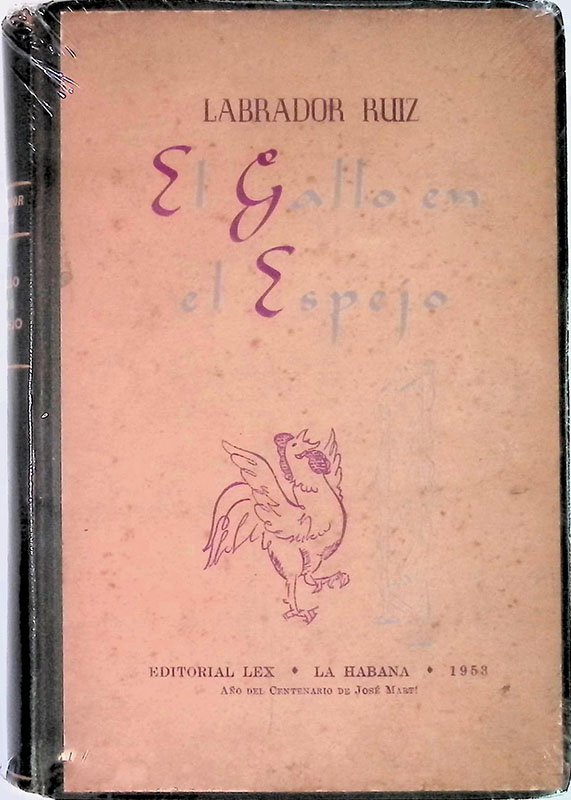 LABRADOR RUIZ
El Gallo en
el Espejo
EDITORIAL LEX • LA HABANA • 1953
AÑO DEL CENTENARIO DE JOSÉ MARTÍ